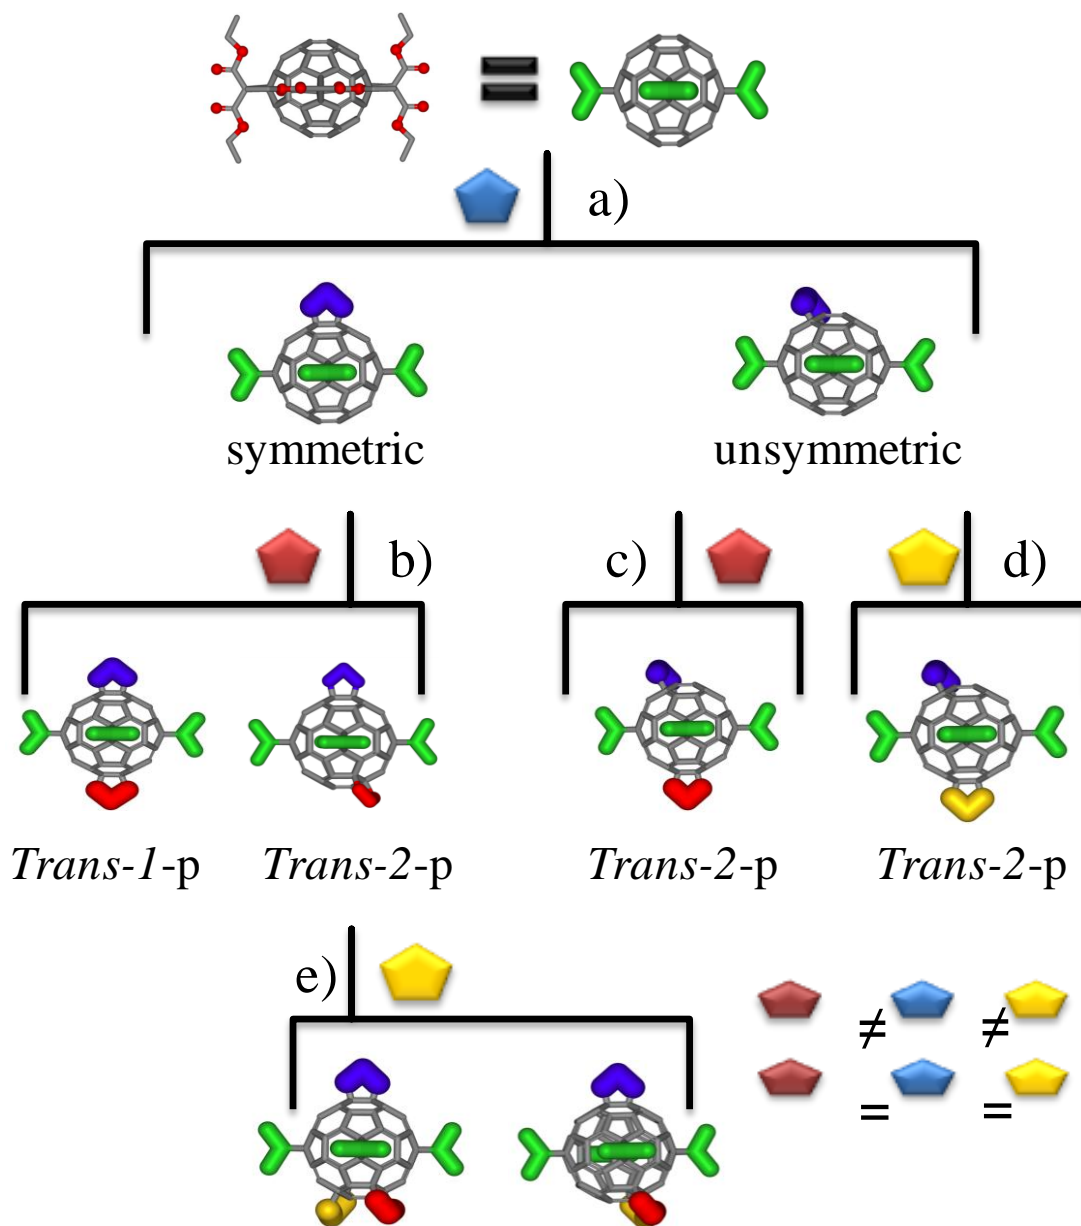 a)
symmetric
unsymmetric
b)
c)
d)
Trans-1-p
Trans-2-p
Trans-2-p
Trans-2-p
e)
≠ ≠
= =